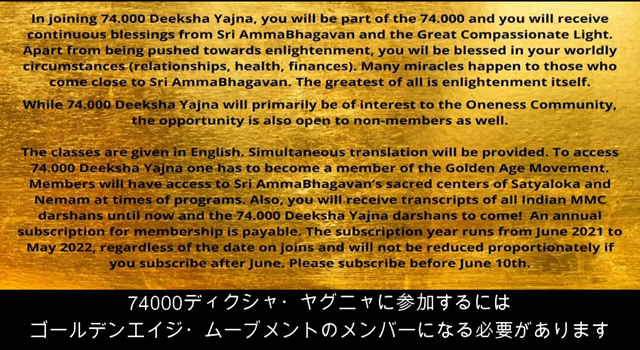 In joining 74.000 Deeksha Yajna, you will be part of the 74.000 and you will receive
continuous blessings from Sri AmmaBhagavan and the Great Compassionate Light.
Apart from being pushed towards enlightenment, you wil be blessed in your worldly
circumstances (relationships, health, finances). Many miracles happen to those who
come close to Sri AmmaBhagavan. The greatest of all is enlightenment itself.
While 74.000 Deeksha Yajna will primarily be of interest to the Oneness Community,
the opportunity is also open to non-members as well.
The classes are given in English. Simultaneous translation will be provided. To access
74.000 Deeksha Yajna one has to become a member of the Golden Age Movement.
Members will have access to Sri AmmaBhagavan's sacred centers of Satyaloka and
Nemam at times of programs. Also, you will receive transcripts of all Indian MMC
darshans until now and the 74.000 Deeksha Yajna darshans to come! An annual
subscription for membership is payable. The subscription year runs from June 2021 to
May 2022, regardless of the date on joins and will not be reduced proportionately if
you subscribe after June. Please subscribe before June 10th.
74000ディクシャ・ヤグニャに参加するには
ゴールデンエイジ・ムーブメントのメンバーになる必要があります